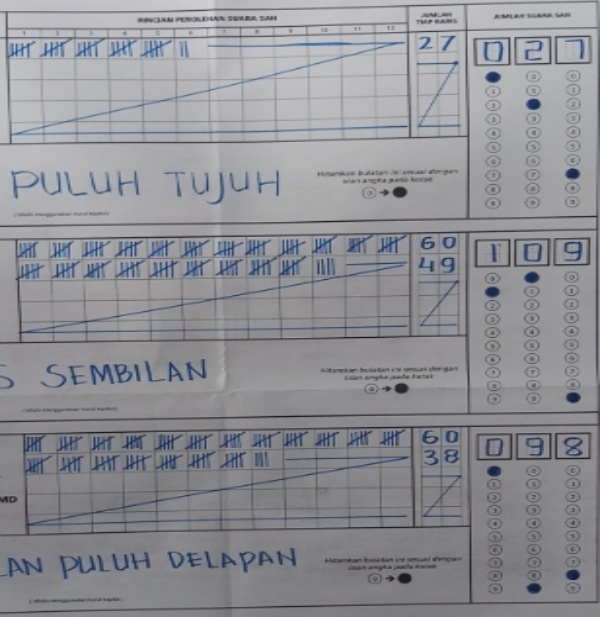 RINCIAN PEROLEHAN SUARA SAH
JUMLAH TIAP BARIS
JUMLAH SUARA SAH
1 2 3 4 5 6 7 8 9 10 11 12
27
0 2 7
PULUH TUJUH
Hitamkan bulatan ini sesuai dengan
isian angka pada kotak
(ditulis menggunakan huruf kapital)
60
49
1 0 9
S SEMBILAN
Hitamkan bulatan ini sesuai dengan
isian angka pada kotak
(ditulis menggunakan huruf kapital)
60
38
0 9 8
MD
LAN PULUH DELAPAN
Hitamkan bulatan ini sesuai dengan
isian angka pada kotak
(ditulis menggunakan huruf kapital)